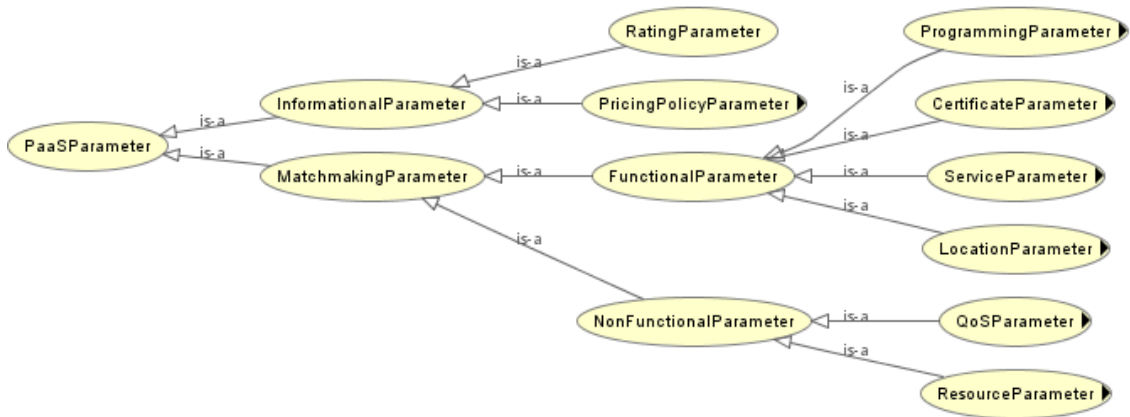 RatingParameter
ProgrammingParameter
is-a
is-a
InformationalParameter
is-a
PricingPolicyParameter
CertificateParameter
is-a
is-a
PaaSParameter
is-a
MatchmakingParameter
is-a
FunctionalParameter
is-a
ServiceParameter
is-a
is-a
LocationParameter
NonFunctionalParameter
is-a
QoSParameter
is-a
ResourceParameter